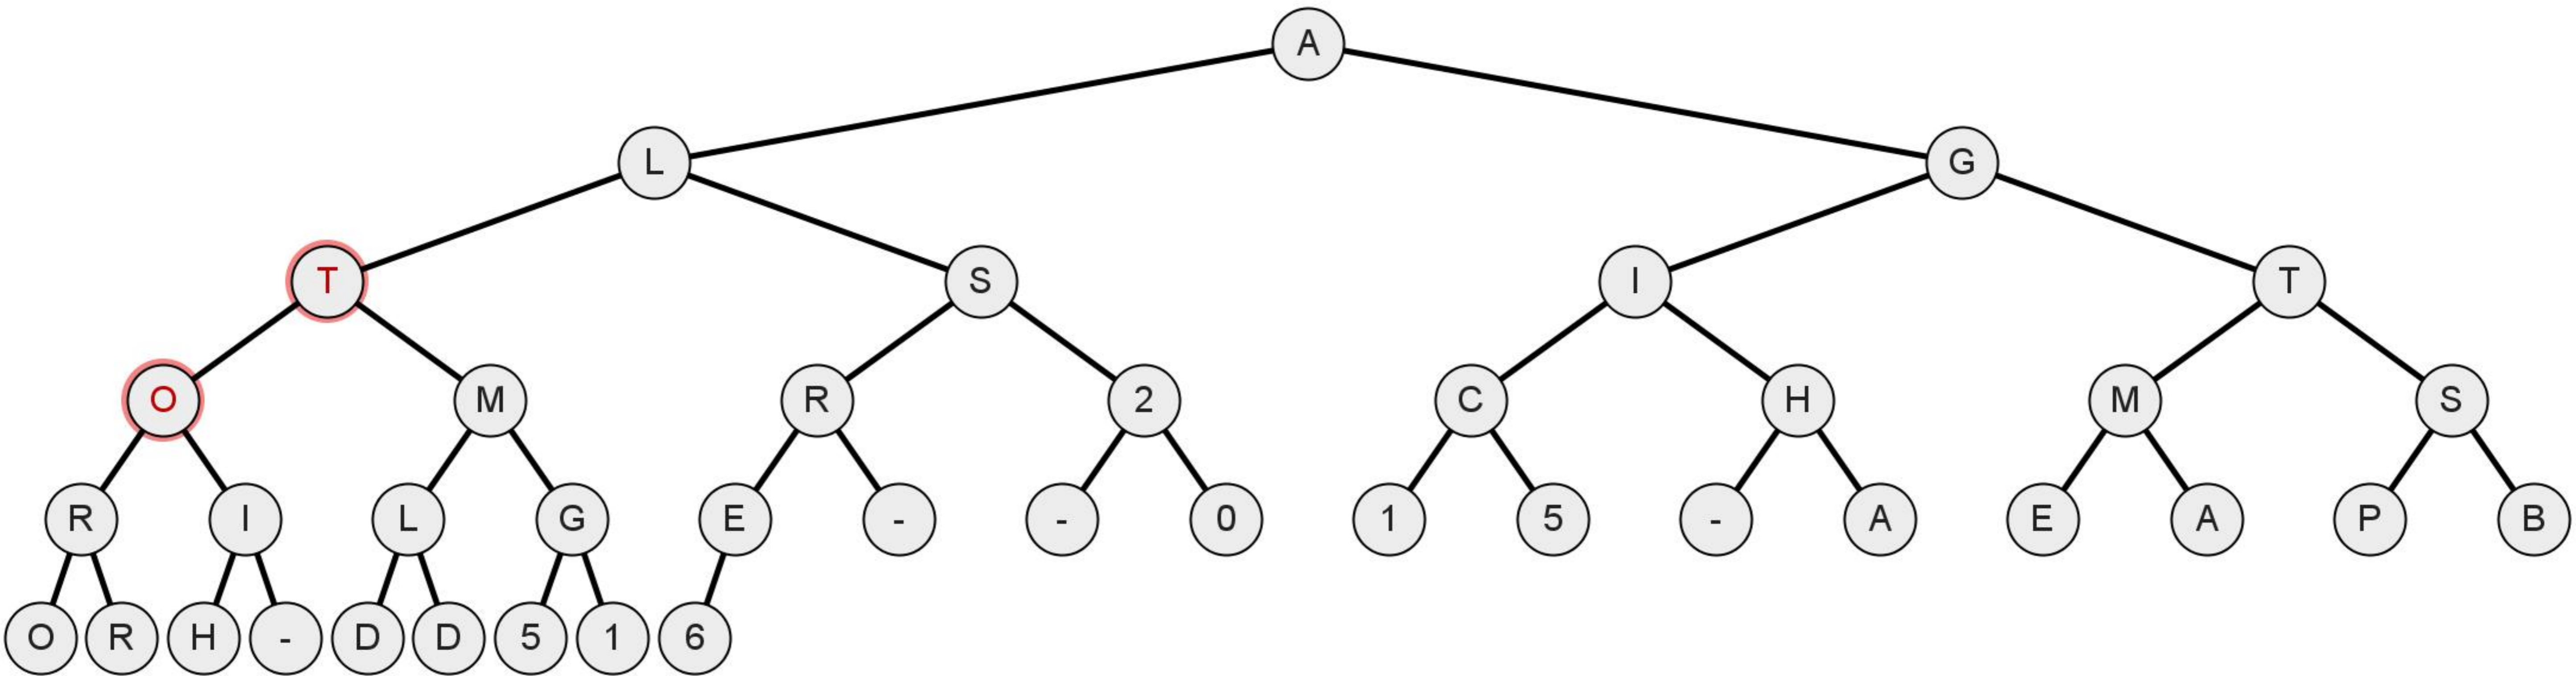 A
L G
T S I T
O M R 2 C H M S
R I L G E - - 0 1 5 - A E A P B
O R H - D D 5 1 6